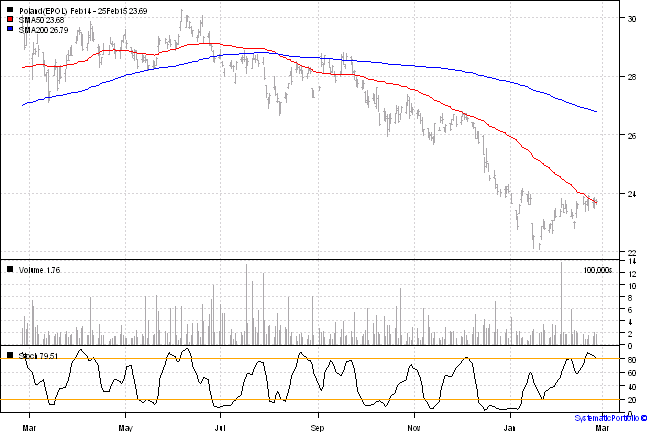 Poland (EPOL) Feb14 - 25Feb15 23.69
SMA50 23.68
SMA200 26.79
30
28
26
24
22
Volume 1.76
100,000s
14
12
10
8
6
4
2
0
Stoch 79.51
80
60
40
20
0
Mar May Jul Sep Nov Jan Mar
SystematicPortfolio ©